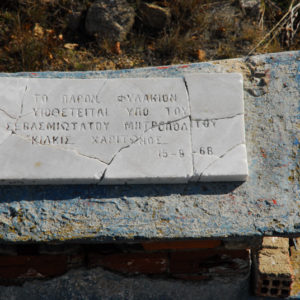 ΤΟ ΠΑΡΟΝ ΦΥΛΑΚΙΟΝ
ΥΙΟΘΕΤΕΙΤΑΙ ΥΠΟ ΤΟΥ
ΣΕΒΑΣΜΙΩΤΑΤΟΥ ΜΗΤΡΟΠΟΛΙΤΟΥ
ΚΙΛΚΙΣ ΧΑΡΙΤΩΝΟΣ
15-9-68